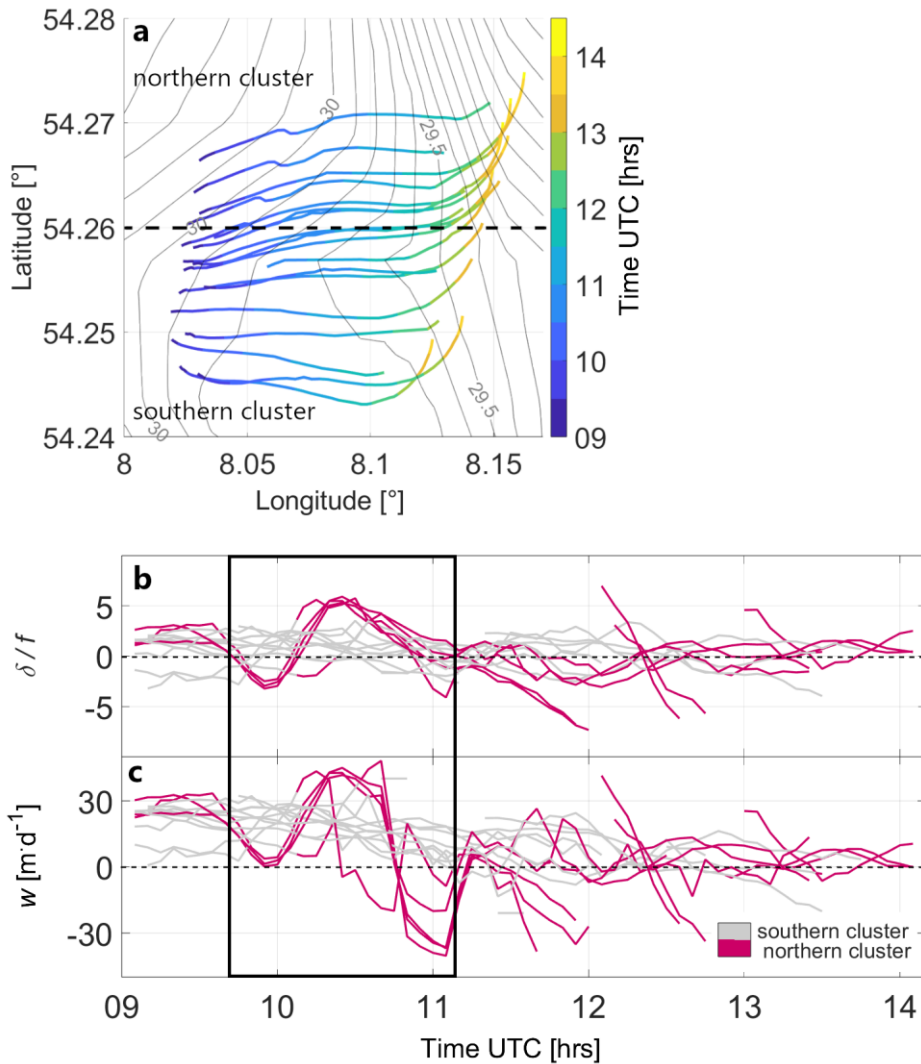 54.28
a
northern cluster
30
54.27
29.5
Latitude [°]
54.26
30
54.25
southern cluster
30
29.5
54.24
8
8.05
8.1
8.15
Longitude [°]
14
13
12
11
10
09
Time UTC [hrs]
b
5
0
-5
δ / f
c
30
0
-30
w [m·d⁻¹]
southern cluster
northern cluster
09
10
11
12
13
14
Time UTC [hrs]